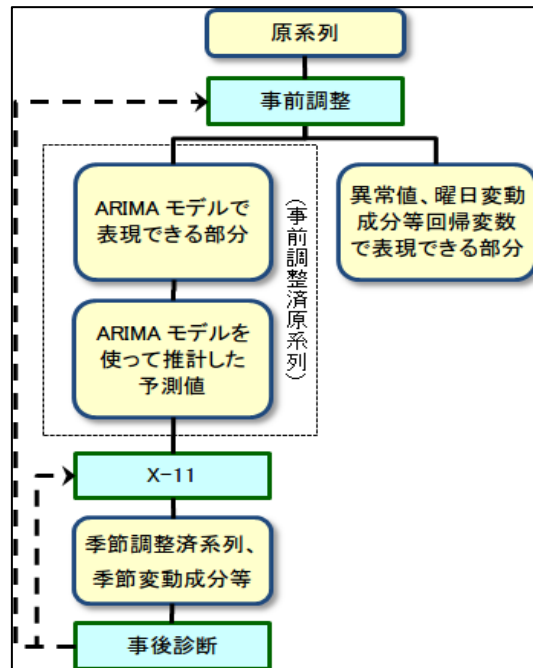 原系列
事前調整
ARIMA モデルで
表現できる部分
異常値、曜日変動
成分等回帰変数
で表現できる部分
(事前調整済原系列)
ARIMA モデルを
使って推計した
予測値
X-11
季節調整済系列、
季節変動成分等
事後診断